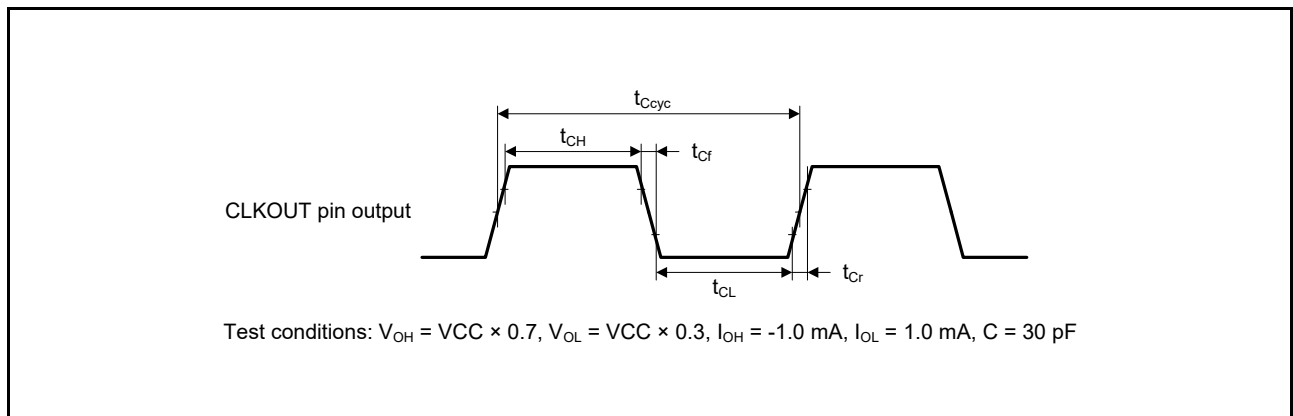 tCcyc
tCH
tCf
CLKOUT pin output
tCL
tCr
Test conditions: VOH = VCC × 0.7, VOL = VCC × 0.3, IOH = -1.0 mA, IOL = 1.0 mA, C = 30 pF